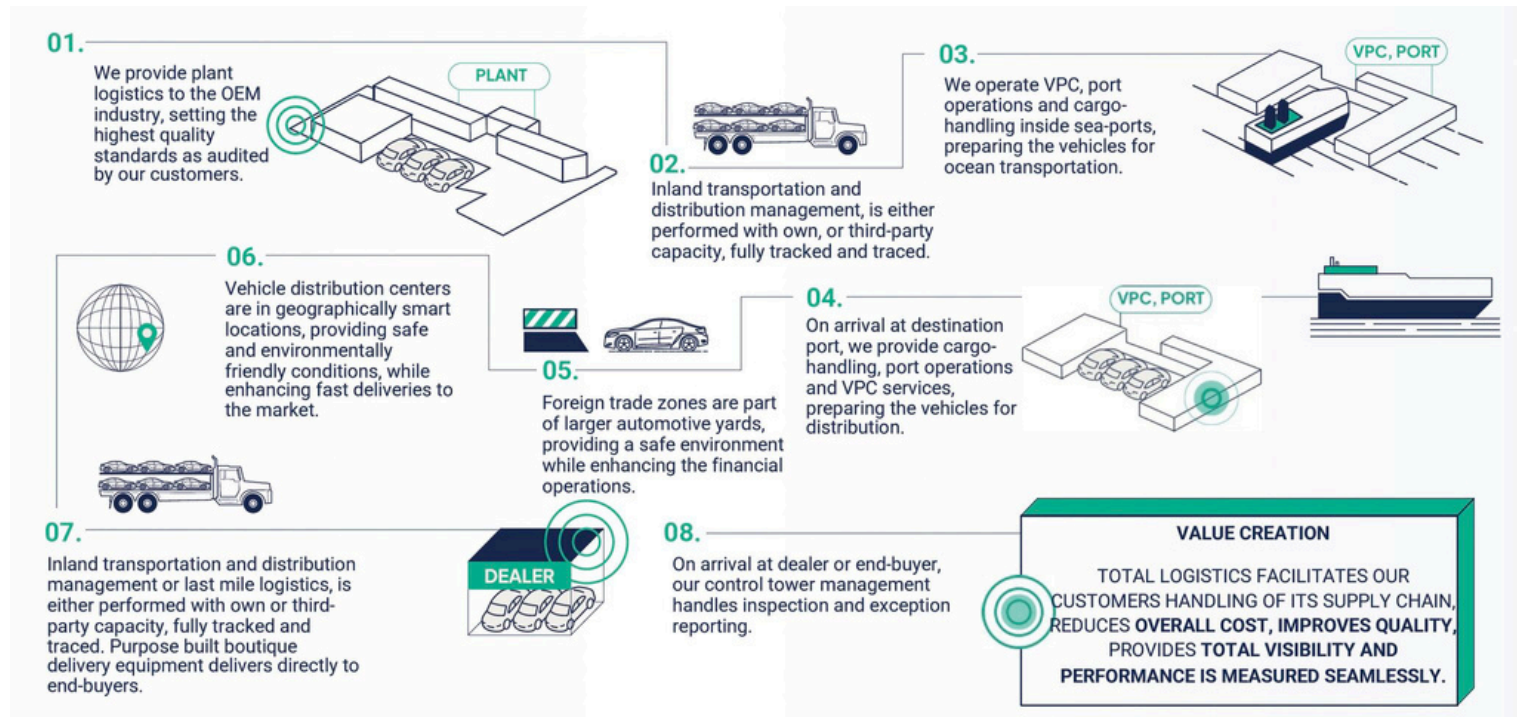 01.
We provide plant
logistics to the OEM
industry, setting the
highest quality
standards as audited
by our customers.
PLANT
02.
Inland transportation and
distribution management, is either
performed with own, or third-party
capacity, fully tracked and traced.
03.
We operate VPC, port
operations and cargo-
handling inside sea-ports,
preparing the vehicles for
ocean transportation.
VPC, PORT
04.
On arrival at destination
port, we provide cargo-
handling, port operations
and VPC services,
preparing the vehicles for
distribution.
VPC, PORT
05.
Foreign trade zones are part
of larger automotive yards,
providing a safe environment
while enhancing the financial
operations.
06.
Vehicle distribution centers
are in geographically smart
locations, providing safe
and environmentally
friendly conditions, while
enhancing fast deliveries to
the market.
07.
Inland transportation and distribution
management or last mile logistics, is
either performed with own or third-
party capacity, fully tracked and
traced. Purpose built boutique
delivery equipment delivers directly to
end-buyers.
DEALER
08.
On arrival at dealer or end-buyer,
our control tower management
handles inspection and exception
reporting.
VALUE CREATION
TOTAL LOGISTICS FACILITATES OUR
CUSTOMERS HANDLING OF ITS SUPPLY CHAIN,
REDUCES OVERALL COST, IMPROVES QUALITY,
PROVIDES TOTAL VISIBILITY AND
PERFORMANCE IS MEASURED SEAMLESSLY.